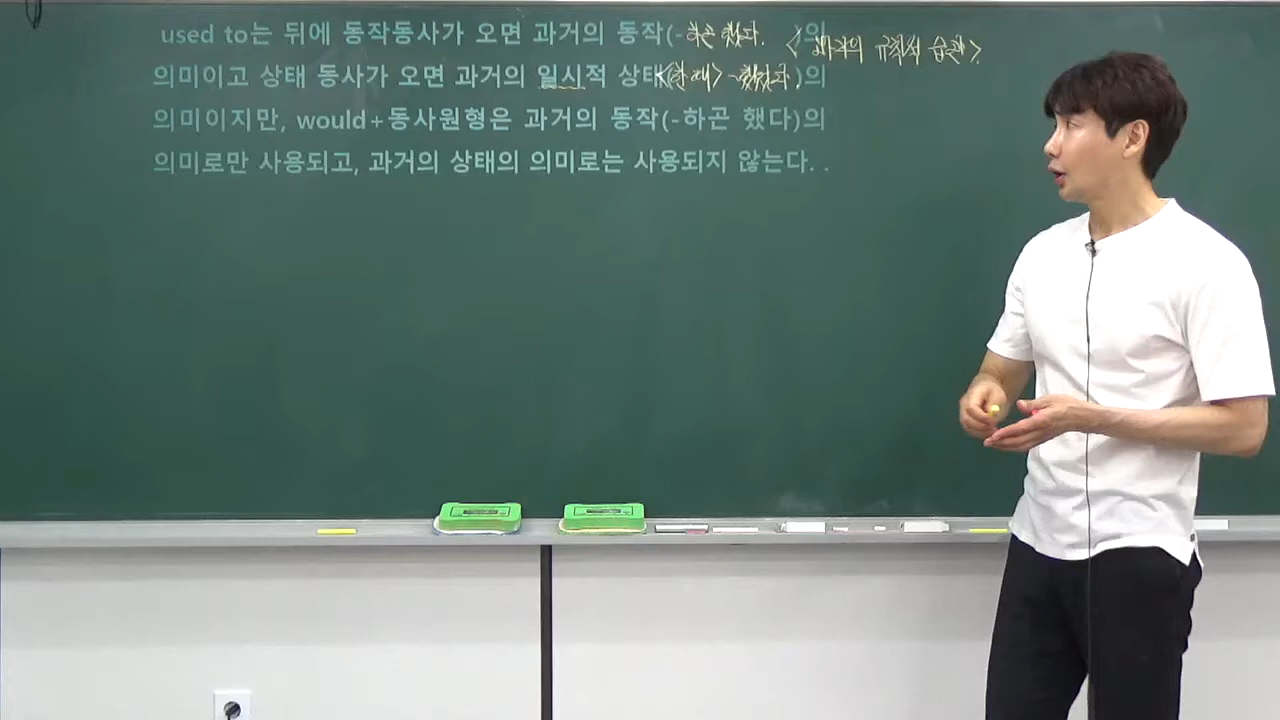 used to는 뒤에 동작동사가 오면 과거의 동작(-하곤 했다. )의 <과거의 규칙적 습관>
의미이고 상태 동사가 오면 과거의 일시적 상태( -했었다.)의
의미이지만, would+동사원형은 과거의 동작(-하곤 했다)의
의미로만 사용되고, 과거의 상태의 의미로는 사용되지 않는다. .